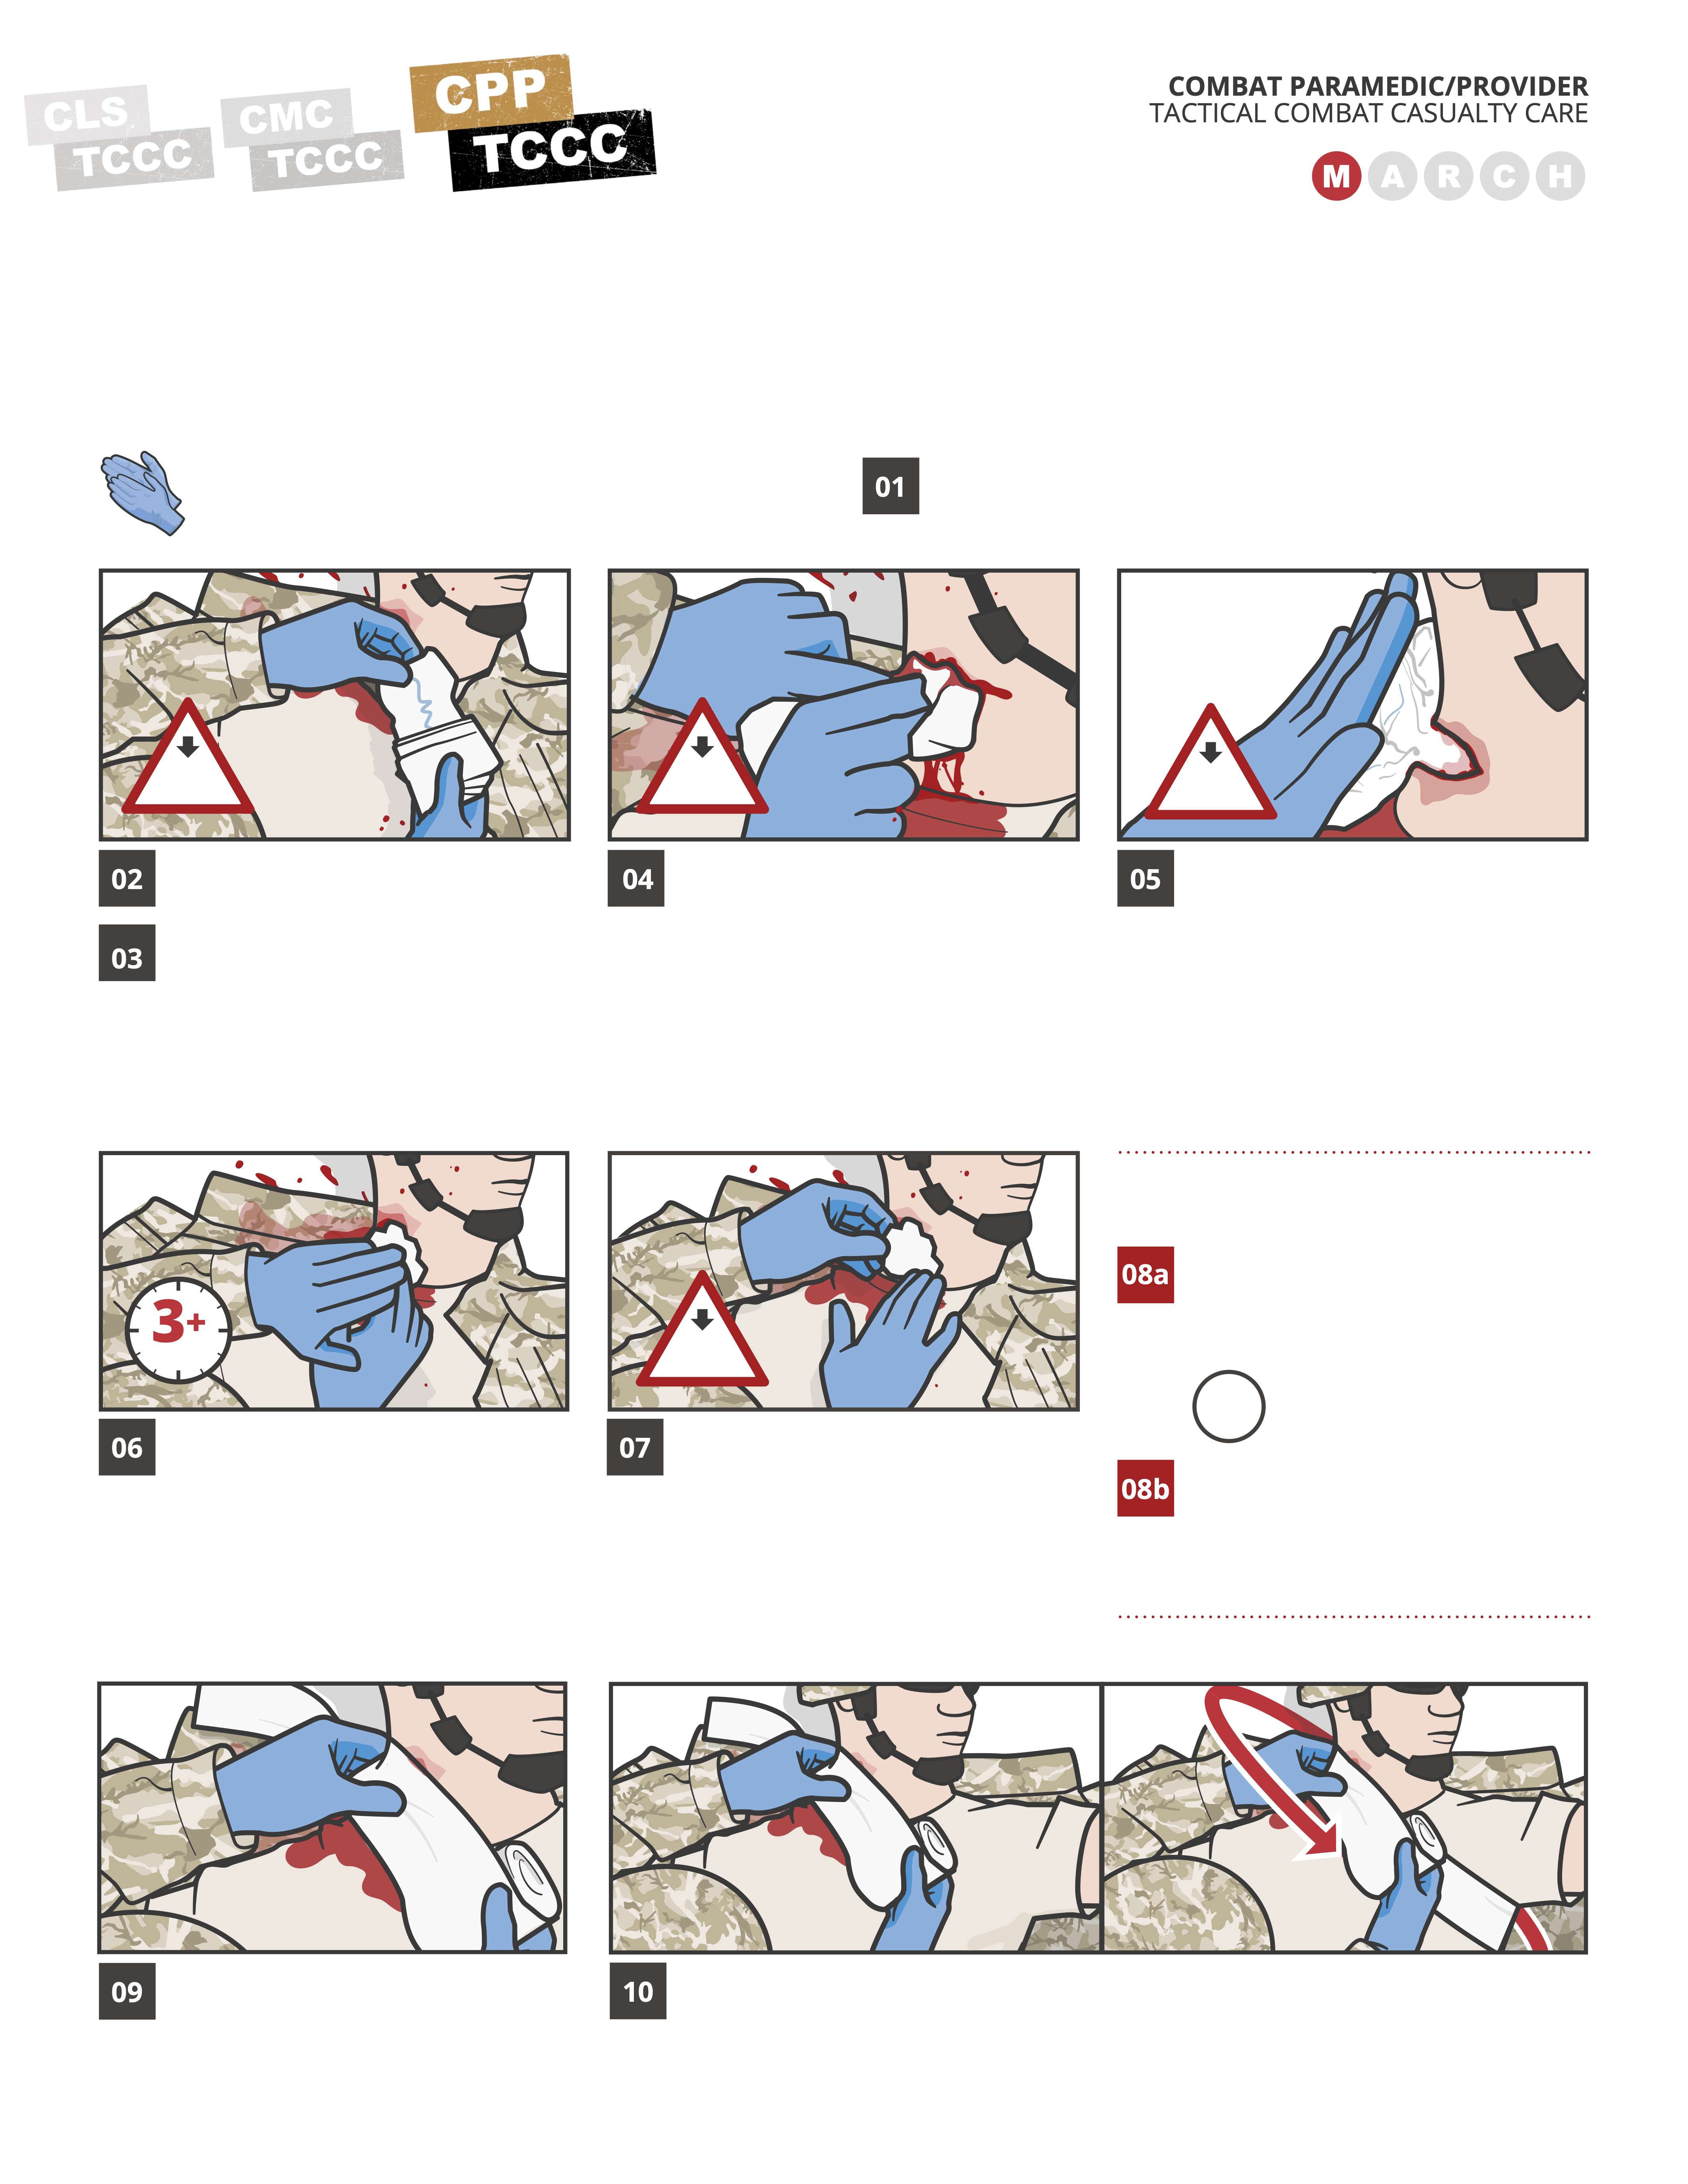 CLS
TCCC
CMC
TCCC
CPP
TCCC
COMBAT PARAMEDIC/PROVIDER
TACTICAL COMBAT CASUALTY CARE
M A R C H
01
02
04
05
03
3+
06
07
08a
08b
09
10